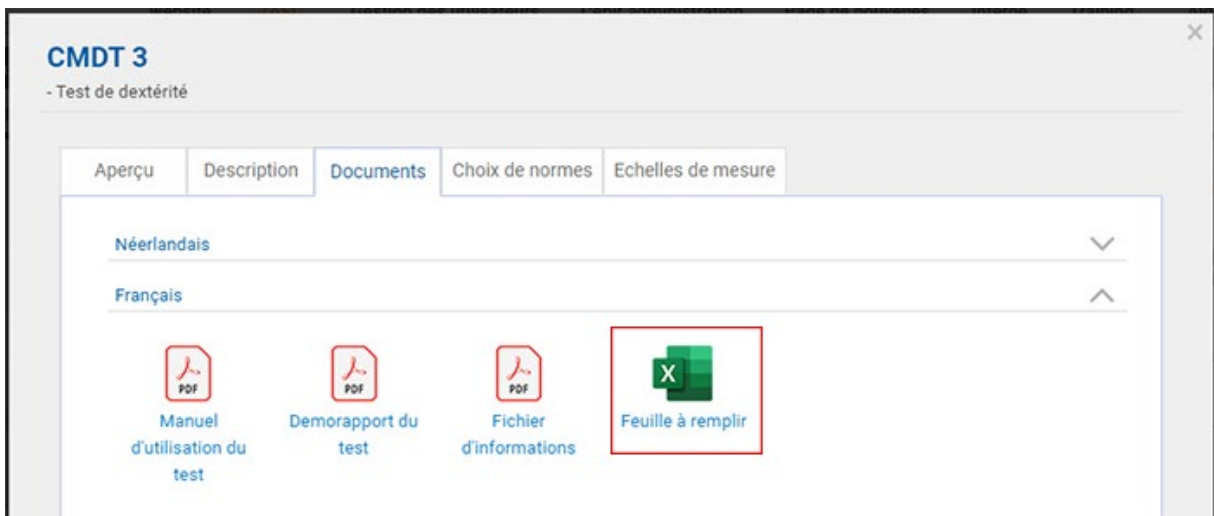 CMDT 3
- Test de dextérité
Aperçu Description Documents Choix de normes Echelles de mesure
Néerlandais
Français
PDF PDF PDF X
Manuel d'utilisation du test
Demorapport du test
Fichier d'informations
Feuille à remplir